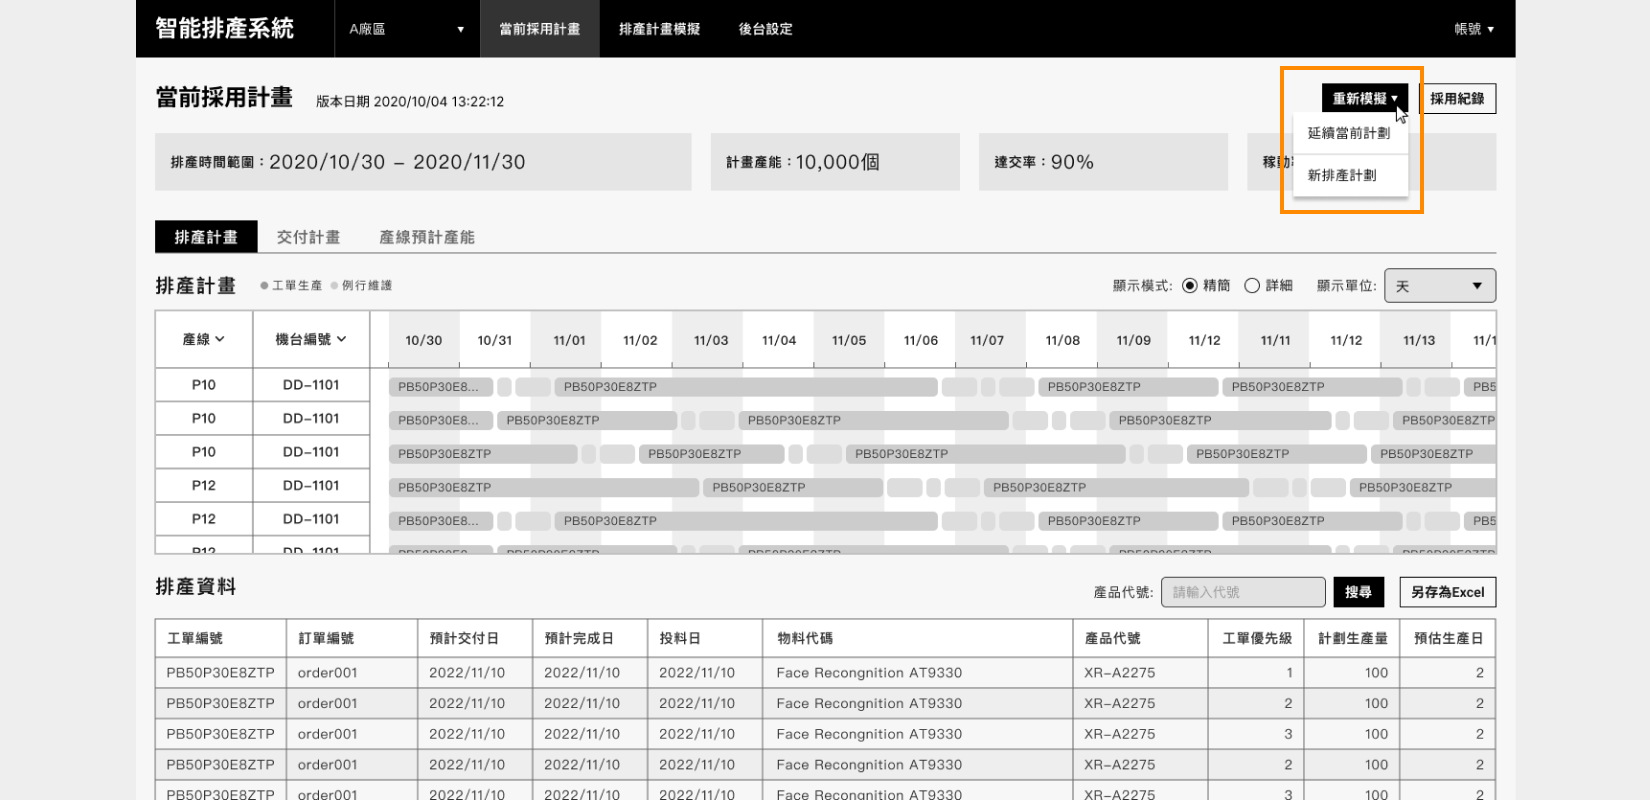 智能排產系統 A廠區 ▼ 當前採用計畫 排產計畫模擬 後台設定 帳號 ▼
當前採用計畫 版本日期 2020/10/04 13:22:12 重新模擬 ▼ 採用紀錄
延續當前計劃
排產時間範圍：2020/10/30 – 2020/11/30 計畫產能：10,000個 達交率：90% 稼動
新排產計劃
排產計畫 交付計畫 產線預計產能
排產計畫 工單生產 例行維護 顯示模式: 精簡 詳細 顯示單位: 天 ▼
產線 機台編號 10/30 10/31 11/01 11/02 11/03 11/04 11/05 11/06 11/07 11/08 11/09 11/12 11/11 11/12 11/13 11/1
P10 DD-1101 PB50P30E8... PB50P30E8ZTP PB50P30E8ZTP PB50P30E8ZTP PB5
P10 DD-1101 PB50P30E8... PB50P30E8ZTP PB50P30E8ZTP PB50P30E8ZTP PB50P30E8ZTP
P10 DD-1101 PB50P30E8ZTP PB50P30E8ZTP PB50P30E8ZTP PB50P30E8ZTP PB50P30E8ZTP
P12 DD-1101 PB50P30E8ZTP PB50P30E8ZTP PB50P30E8ZTP PB50P30E8ZTP
P12 DD-1101 PB50P30E8... PB50P30E8ZTP PB50P30E8ZTP PB50P30E8ZTP PB5
P12 DD-1101
排產資料 產品代號: 請輸入代號 搜尋 另存為Excel
工單編號 訂單編號 預計交付日 預計完成日 投料日 物料代碼 產品代號 工單優先級 計劃生產量 預估生產日
PB50P30E8ZTP order001 2022/11/10 2022/11/10 2022/11/10 Face Recongnition AT9330 XR-A2275 1 100 2
PB50P30E8ZTP order001 2022/11/10 2022/11/10 2022/11/10 Face Recongnition AT9330 XR-A2275 2 100 2
PB50P30E8ZTP order001 2022/11/10 2022/11/10 2022/11/10 Face Recongnition AT9330 XR-A2275 3 100 2
PB50P30E8ZTP order001 2022/11/10 2022/11/10 2022/11/10 Face Recongnition AT9330 XR-A2275 2 100 2
PB50P30E8ZTP order001 2022/11/10 2022/11/10 2022/11/10 Face Recongnition AT9330 XR-A2275 3 100 2